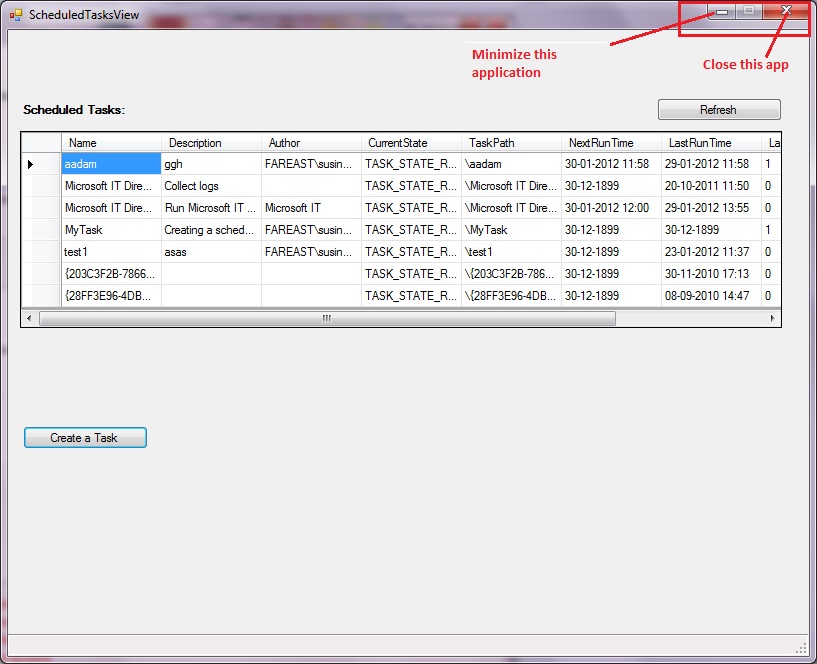 ScheduledTasksView
Minimize this
application
Close this app
Scheduled Tasks:
Refresh
Name Description Author CurrentState TaskPath NextRunTime LastRunTime La
aadam ggh FAREAST\susin... TASK_STATE_R... \aadam 30-01-2012 11:58 29-01-2012 11:58 1
Microsoft IT Dire... Collect logs TASK_STATE_R... \Microsoft IT Dire... 30-12-1899 20-10-2011 11:50 0
Microsoft IT Dire... Run Microsoft IT ... Microsoft IT TASK_STATE_R... \Microsoft IT Dire... 30-01-2012 12:00 29-01-2012 13:55 0
MyTask Creating a sched... FAREAST\susin... TASK_STATE_R... \MyTask 30-12-1899 30-12-1899 1
test1 asas FAREAST\susin... TASK_STATE_R... \test1 30-12-1899 23-01-2012 11:37 0
{203C3F2B-7866... TASK_STATE_R... \{203C3F2B-786... 30-12-1899 30-11-2010 17:13 0
{28FF3E96-4DB... TASK_STATE_R... \{28FF3E96-4DB... 30-12-1899 08-09-2010 14:47 0
Create a Task